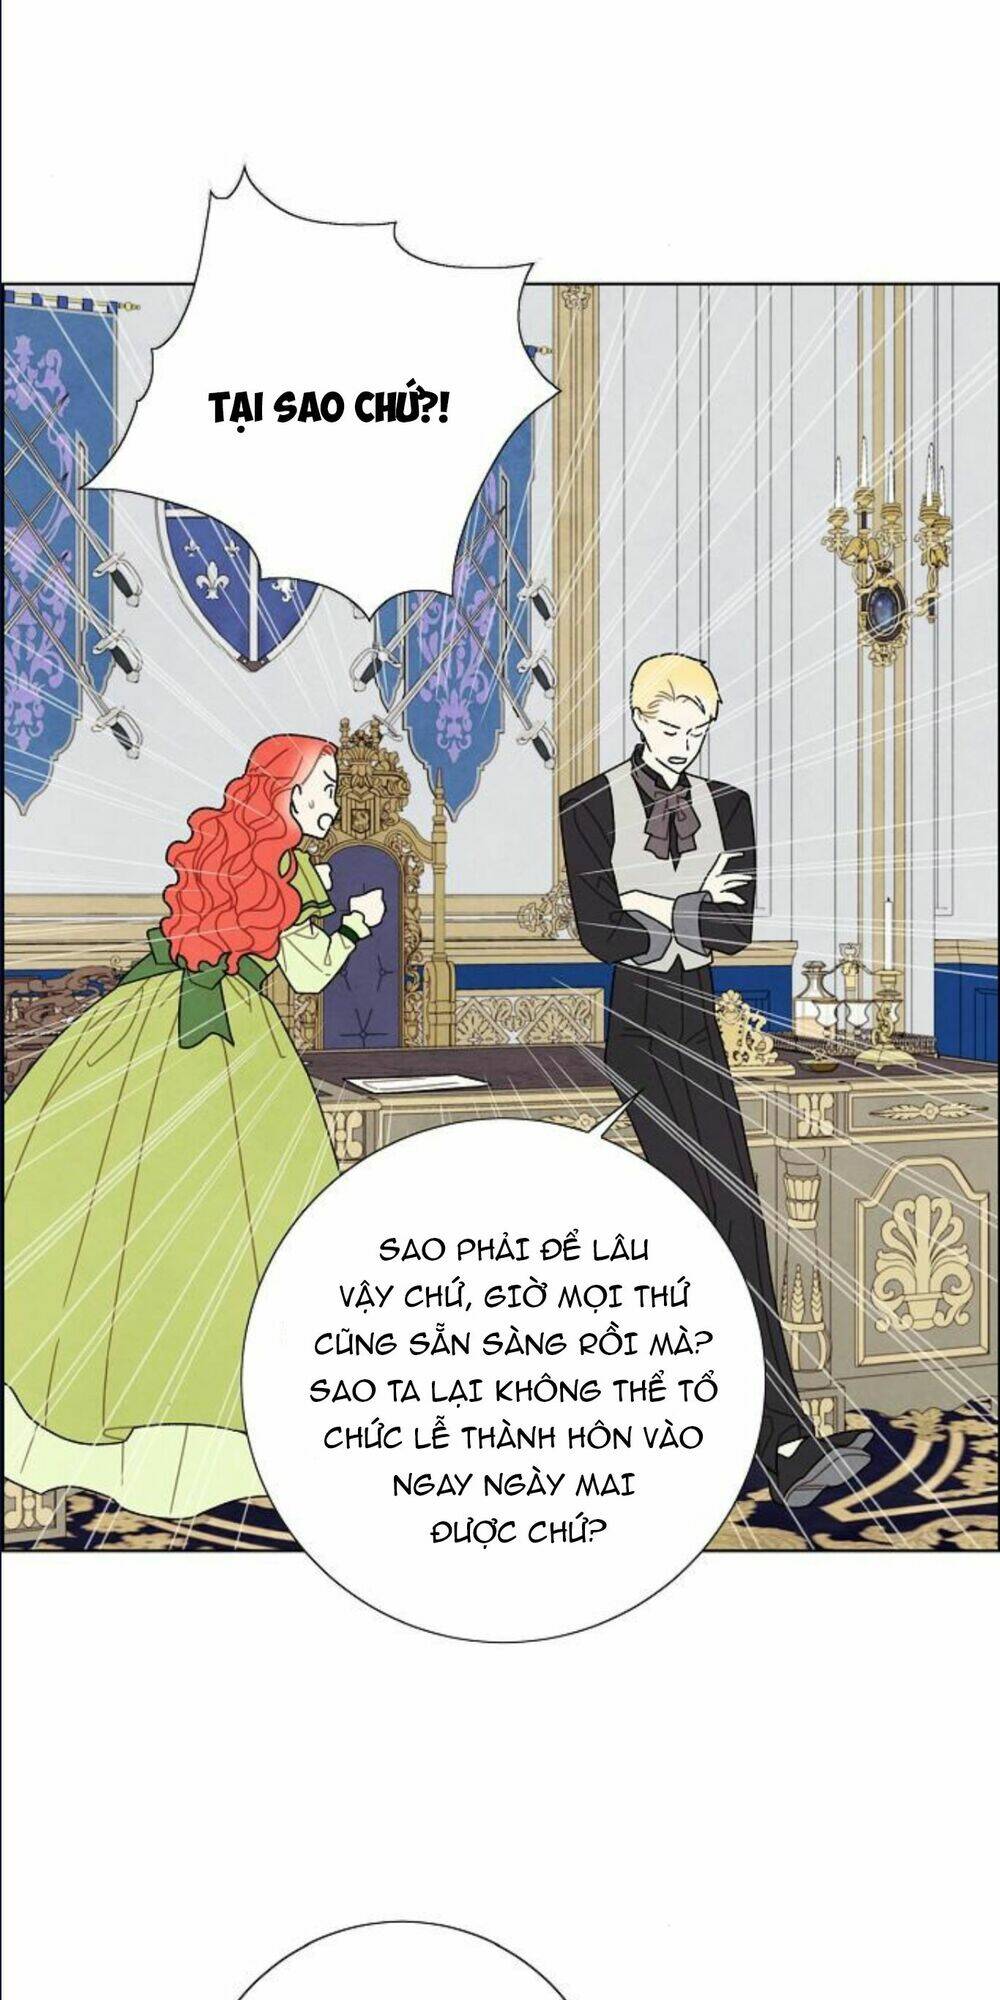 TẠI SAO CHỨ?!
SAO PHẢI ĐỂ LÂU
VẬY CHỨ, GIỜ MỌI THỨ
CŨNG SẴN SÀNG RỒI MÀ?
SAO TA LẠI KHÔNG THỂ TỔ
CHỨC LỄ THÀNH HÔN VÀO
NGAY NGÀY MAI
ĐƯỢC CHỨ?